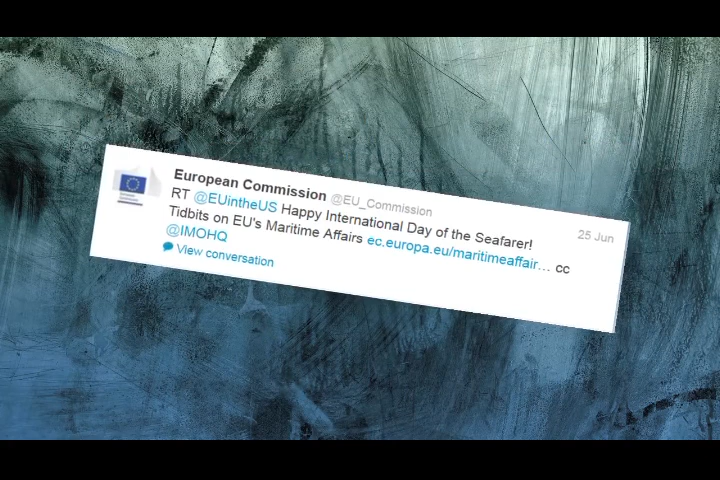 European Commission @EU_Commission
25 Jun
RT @EUintheUS Happy International Day of the Seafarer!
Tidbits on EU's Maritime Affairs ec.europa.eu/maritimeaffair... cc
@IMOHQ
View conversation